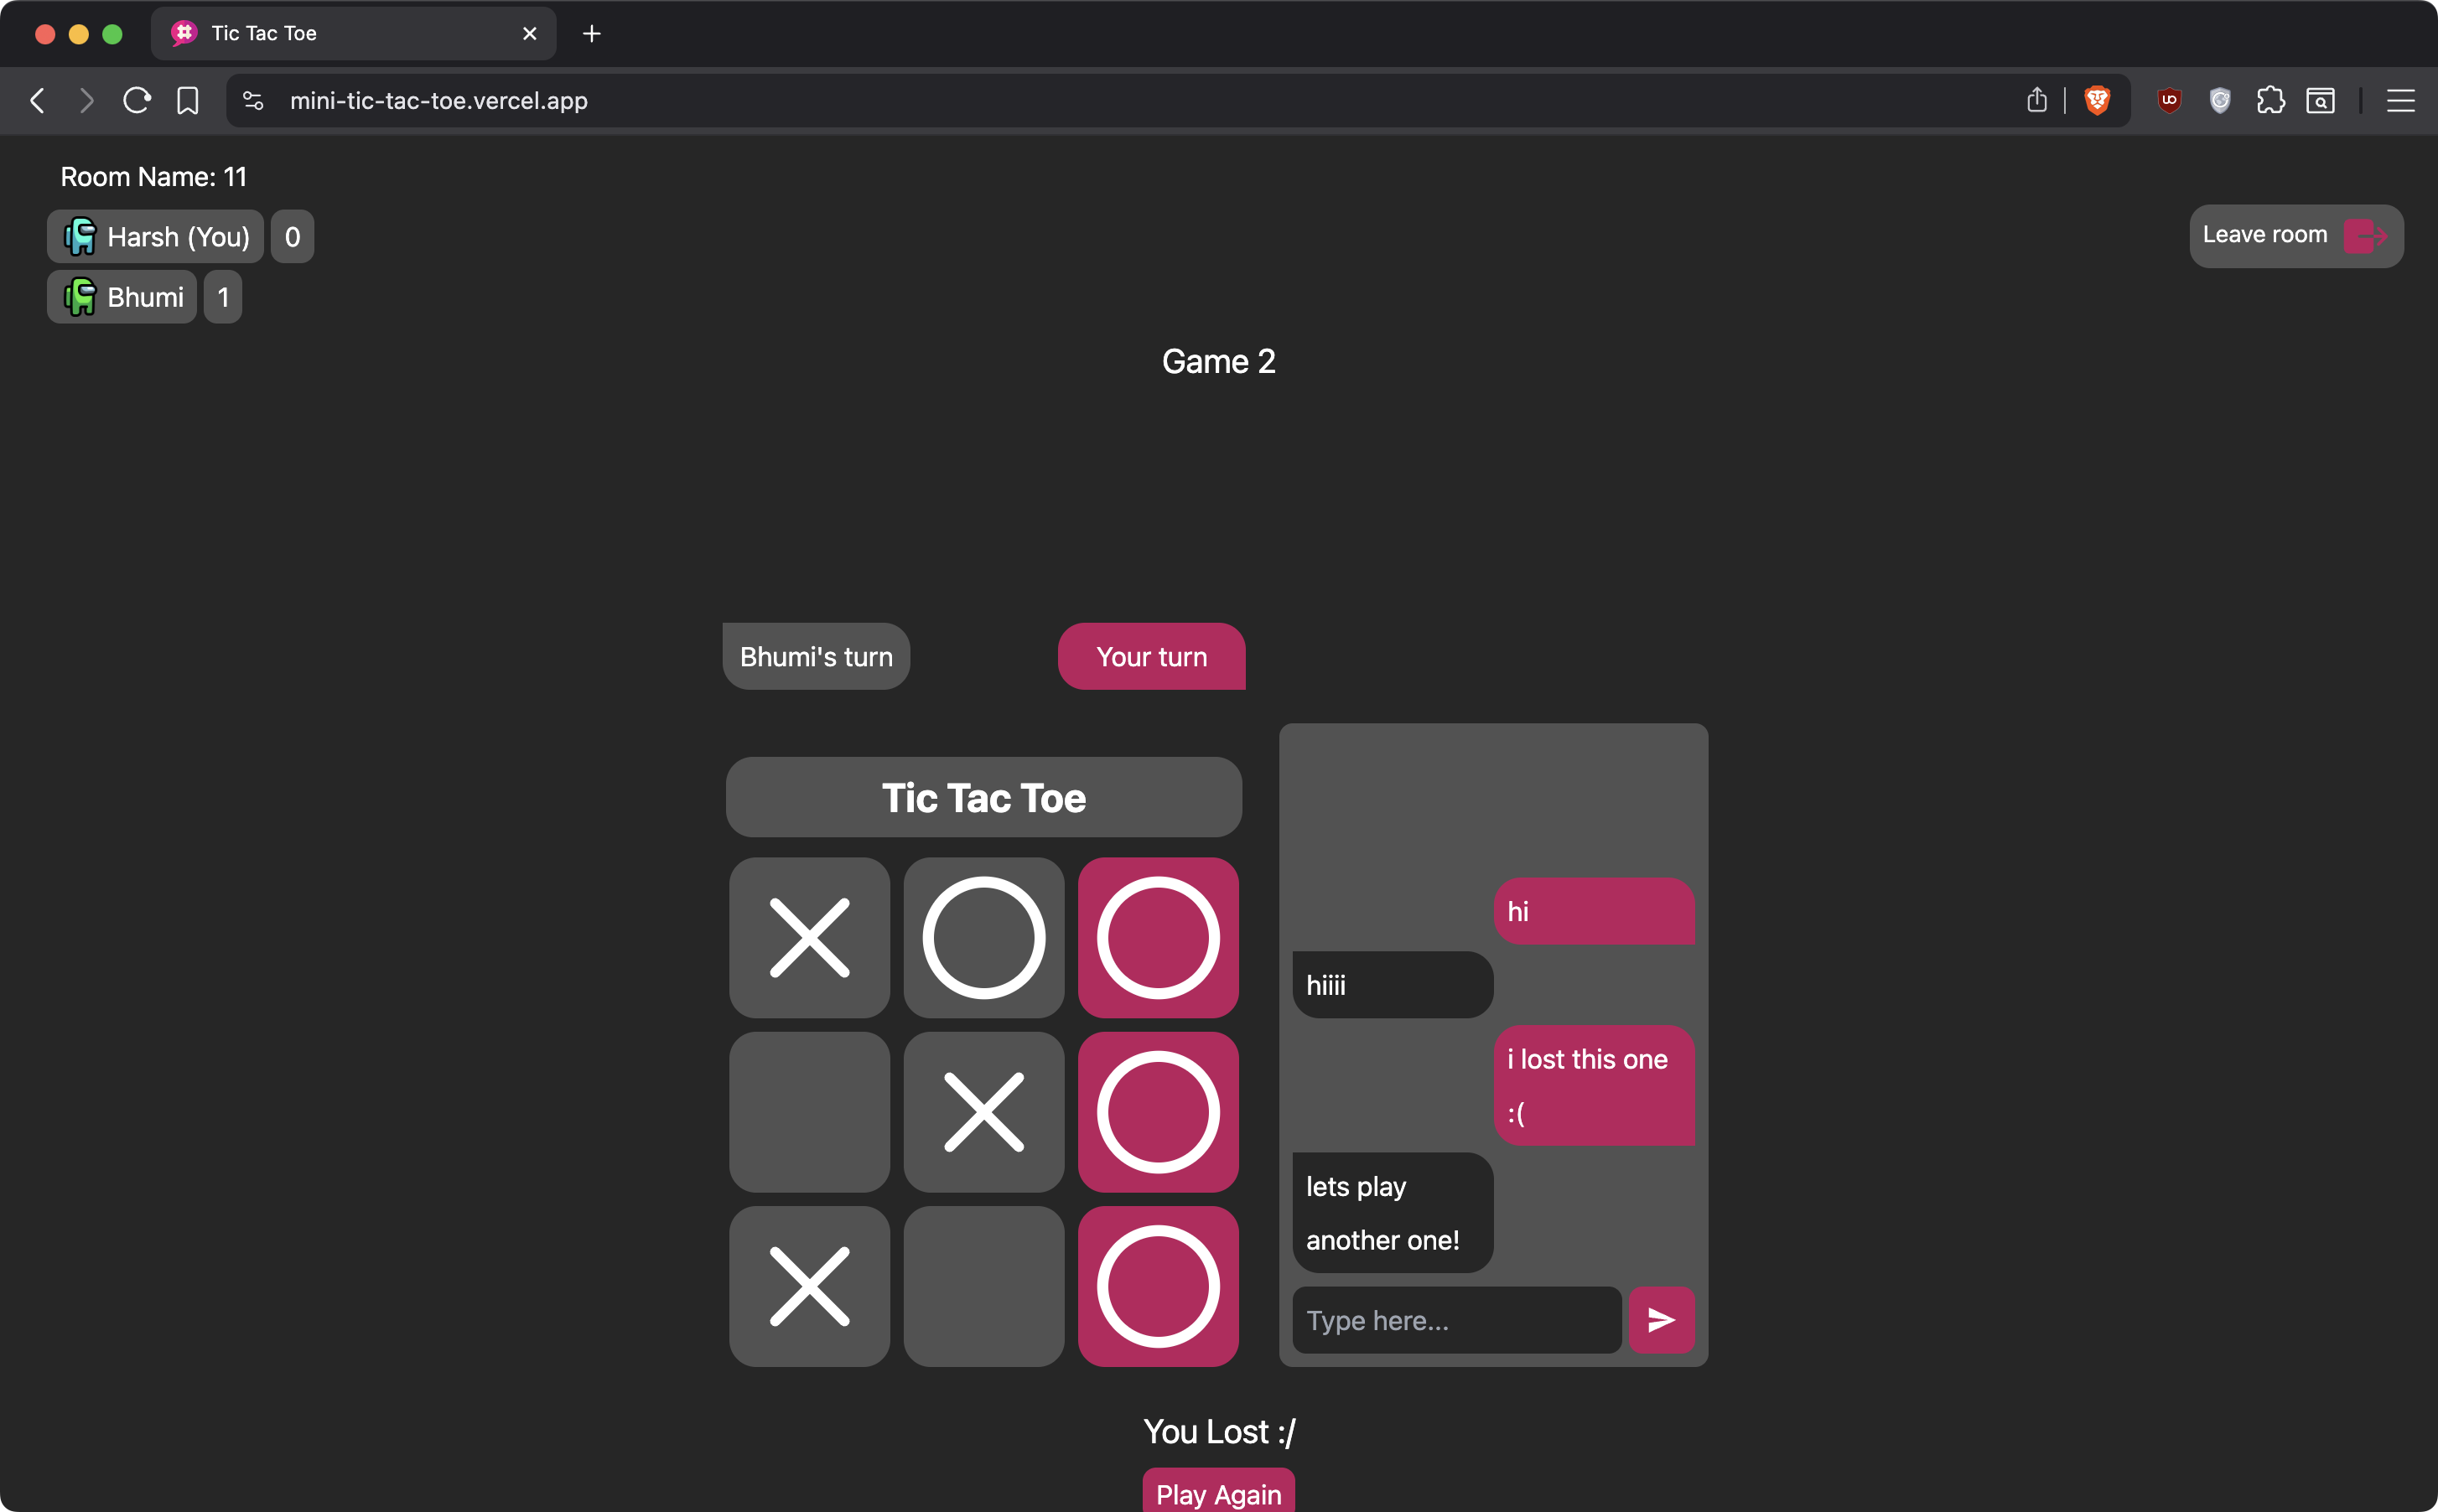 Tic Tac Toe
mini-tic-tac-toe.vercel.app
Room Name: 11
Harsh (You) 0
Leave room
Bhumi 1
Game 2
Bhumi's turn
Your turn
Tic Tac Toe
hi
hiiii
i lost this one
:(
lets play
another one!
Type here...
You Lost :/
Play Again